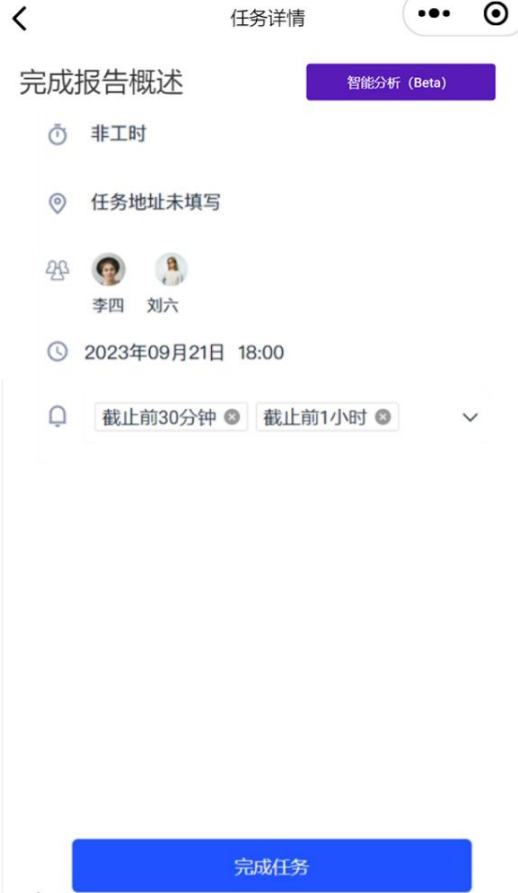 任务详情
完成报告概述
智能分析（Beta）
非工时
任务地址未填写
李四 刘六
2023年09月21日 18:00
截止前30分钟 截止前1小时
完成任务